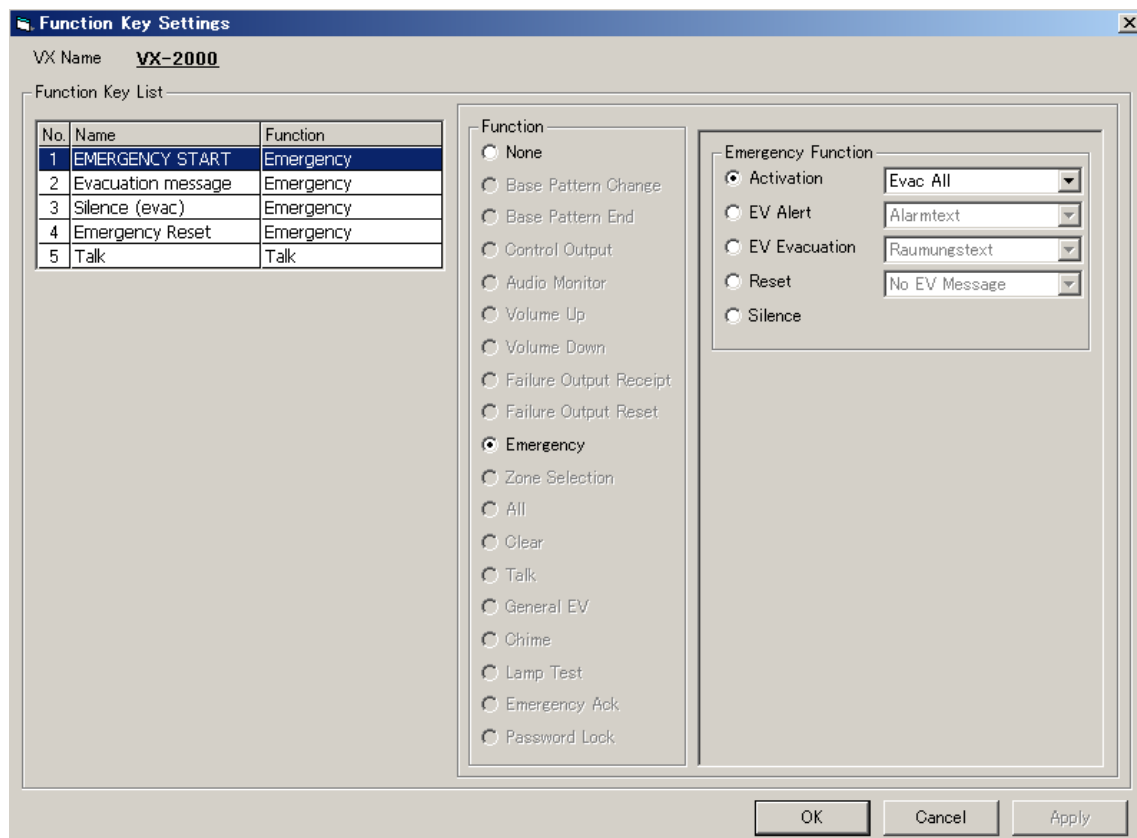 Function Key Settings
VX Name VX-2000
Function Key List
No. Name Function
1 EMERGENCY START Emergency
2 Evacuation message Emergency
3 Silence (evac) Emergency
4 Emergency Reset Emergency
5 Talk Talk
Function
None
Base Pattern Change
Base Pattern End
Control Output
Audio Monitor
Volume Up
Volume Down
Failure Output Receipt
Failure Output Reset
Emergency
Zone Selection
All
Clear
Talk
General EV
Chime
Lamp Test
Emergency Ack
Password Lock
Emergency Function
Activation Evac All
EV Alert Alarmtext
EV Evacuation Raumungstext
Reset No EV Message
Silence
OK Cancel Apply